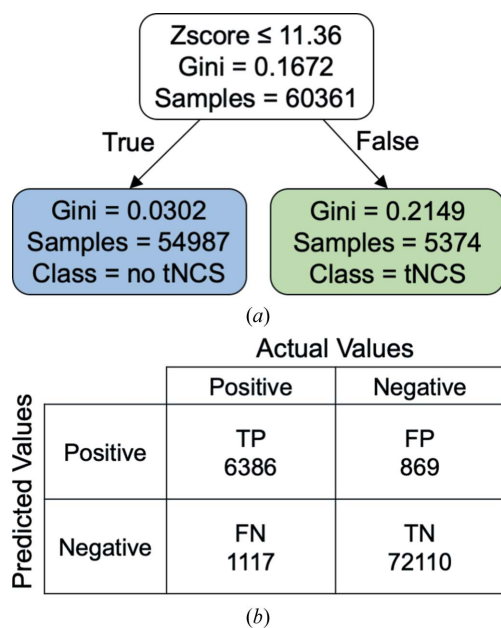 Zscore ≤ 11.36
Gini = 0.1672
Samples = 60361
True
False
Gini = 0.0302
Samples = 54987
Class = no tNCS
Gini = 0.2149
Samples = 5374
Class = tNCS
(a)
Actual Values
Positive Negative
Predicted Values
Positive
TP
6386
FP
869
Negative
FN
1117
TN
72110
(b)